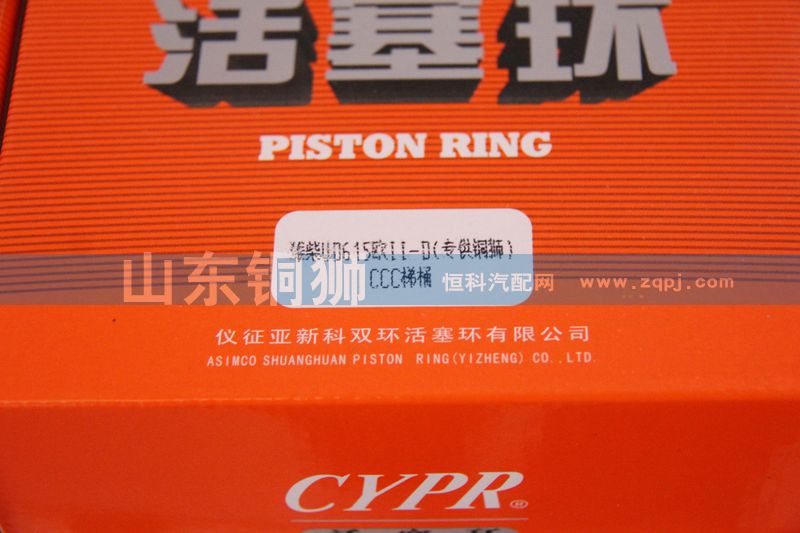 活塞环
PISTON RING
潍柴WD615欧II-D(专供铜狮)
CCC梯桶
山东铜狮
恒科汽配网
www.zqpj.com
仪征亚新科双环活塞环有限公司
ASIMCO SHUANGHUAN PISTON RING(YIZHENG) CO.,LTD.
CYPR®